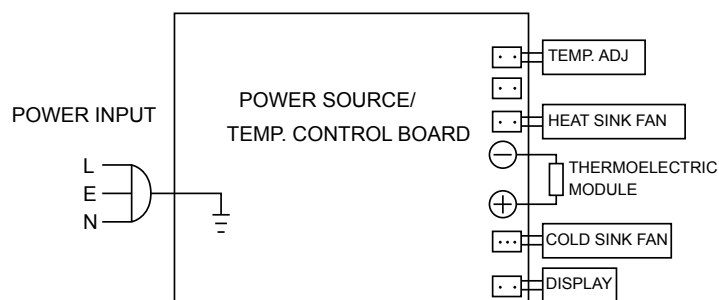 POWER INPUT
L
E
N
POWER SOURCE/
TEMP. CONTROL BOARD
TEMP. ADJ
HEAT SINK FAN
THERMOELECTRIC
MODULE
COLD SINK FAN
DISPLAY